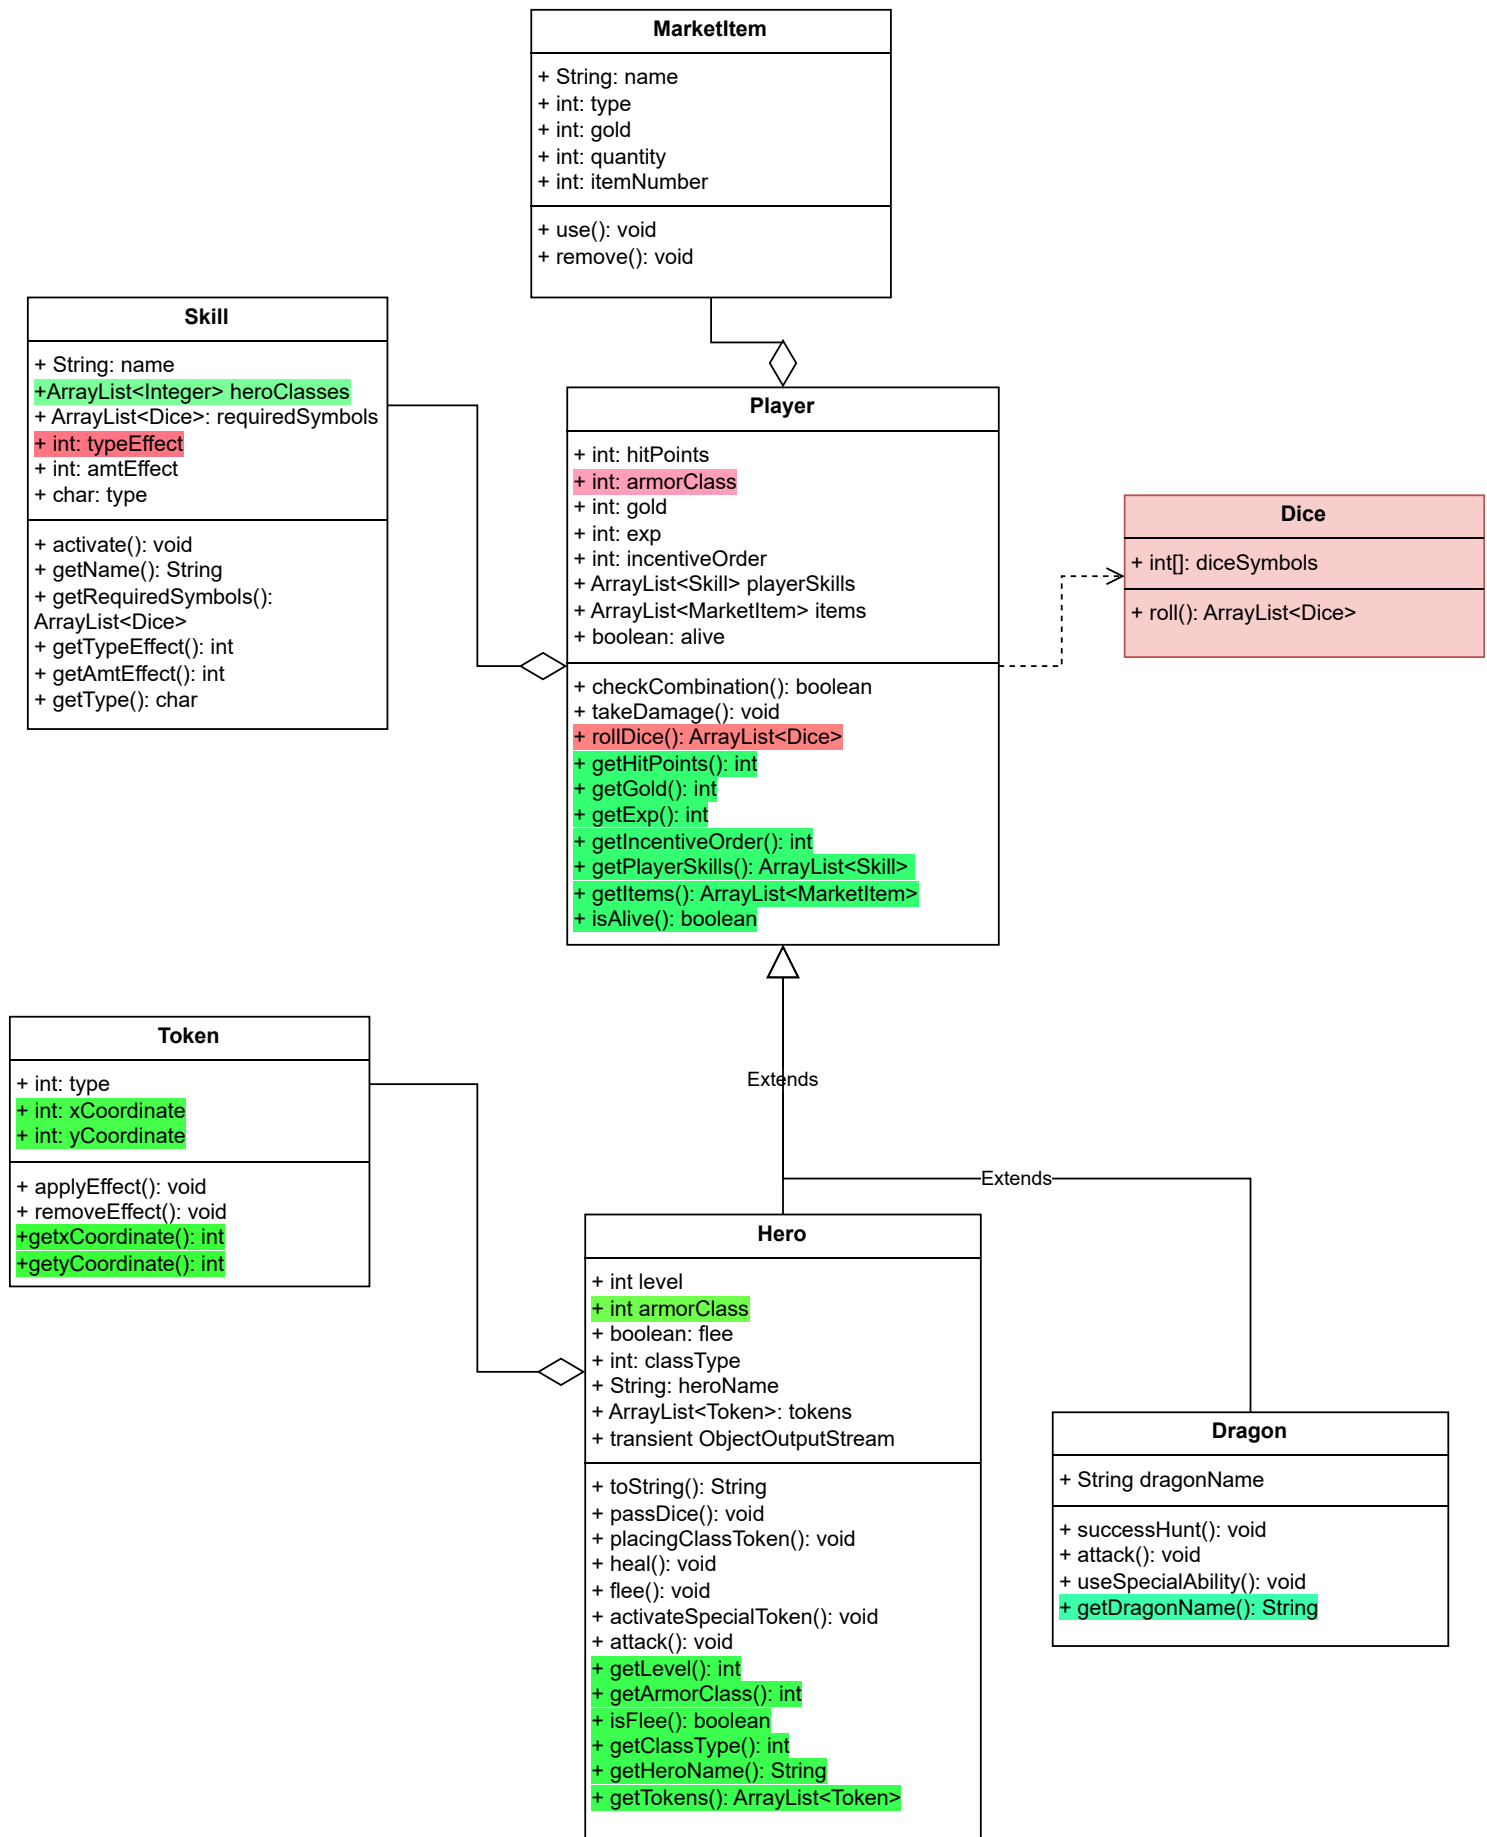 MarketItem
+ String: name
+ int: type
+ int: gold
+ int: quantity
+ int: itemNumber
+ use(): void
+ remove(): void
Skill
+ String: name
+ArrayList<Integer> heroClasses
+ ArrayList<Dice>: requiredSymbols
+ int: typeEffect
+ int: amtEffect
+ char: type
+ activate(): void
+ getName(): String
+ getRequiredSymbols():
ArrayList<Dice>
+ getTypeEffect(): int
+ getAmtEffect(): int
+ getType(): char
Player
+ int: hitPoints
+ int: armorClass
+ int: gold
+ int: exp
+ int: incentiveOrder
+ ArrayList<Skill> playerSkills
+ ArrayList<MarketItem> items
+ boolean: alive
+ checkCombination(): boolean
+ takeDamage(): void
+ rollDice(): ArrayList<Dice>
+ getHitPoints(): int
+ getGold(): int
+ getExp(): int
+ getIncentiveOrder(): int
+ getPlayerSkills(): ArrayList<Skill>
+ getItems(): ArrayList<MarketItem>
+ isAlive(): boolean
Dice
+ int[]: diceSymbols
+ roll(): ArrayList<Dice>
Token
+ int: type
+ int: xCoordinate
+ int: yCoordinate
+ applyEffect(): void
+ removeEffect(): void
+getxCoordinate(): int
+getyCoordinate(): int
Extends
Extends
Hero
+ int level
+ int armorClass
+ boolean: flee
+ int: classType
+ String: heroName
+ ArrayList<Token>: tokens
+ transient ObjectOutputStream
+ toString(): String
+ passDice(): void
+ placingClassToken(): void
+ heal(): void
+ flee(): void
+ activateSpecialToken(): void
+ attack(): void
+ getLevel(): int
+ getArmorClass(): int
+ isFlee(): boolean
+ getClassType(): int
+ getHeroName(): String
+ getTokens(): ArrayList<Token>
Dragon
+ String dragonName
+ successHunt(): void
+ attack(): void
+ useSpecialAbility(): void
+ getDragonName(): String